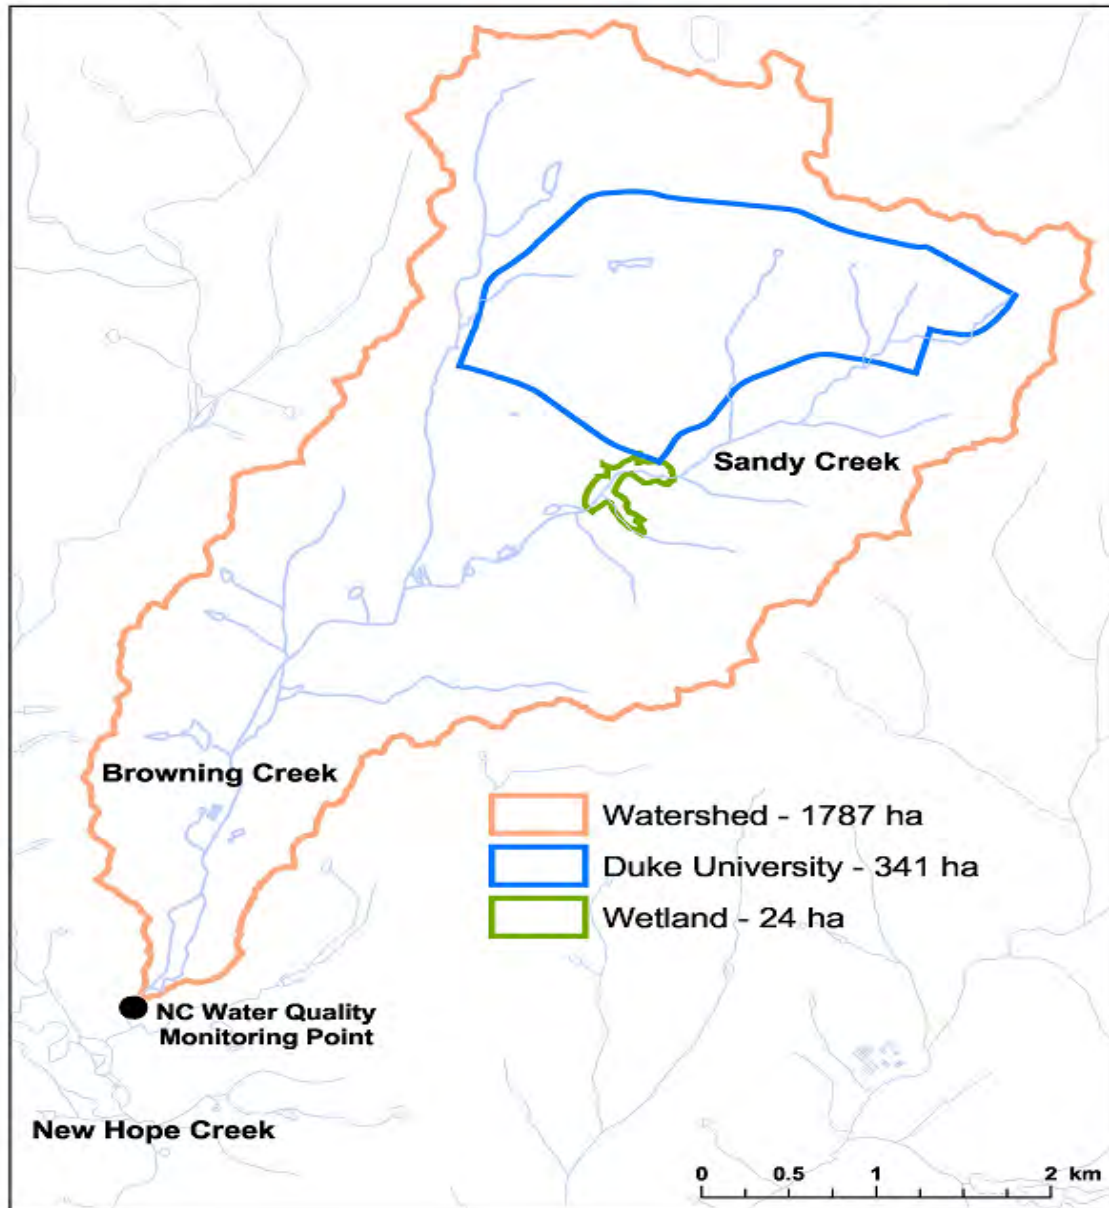 Sandy Creek
Browning Creek
Watershed - 1787 ha
Duke University - 341 ha
Wetland - 24 ha
NC Water Quality
Monitoring Point
New Hope Creek
0 0.5 1 2 km